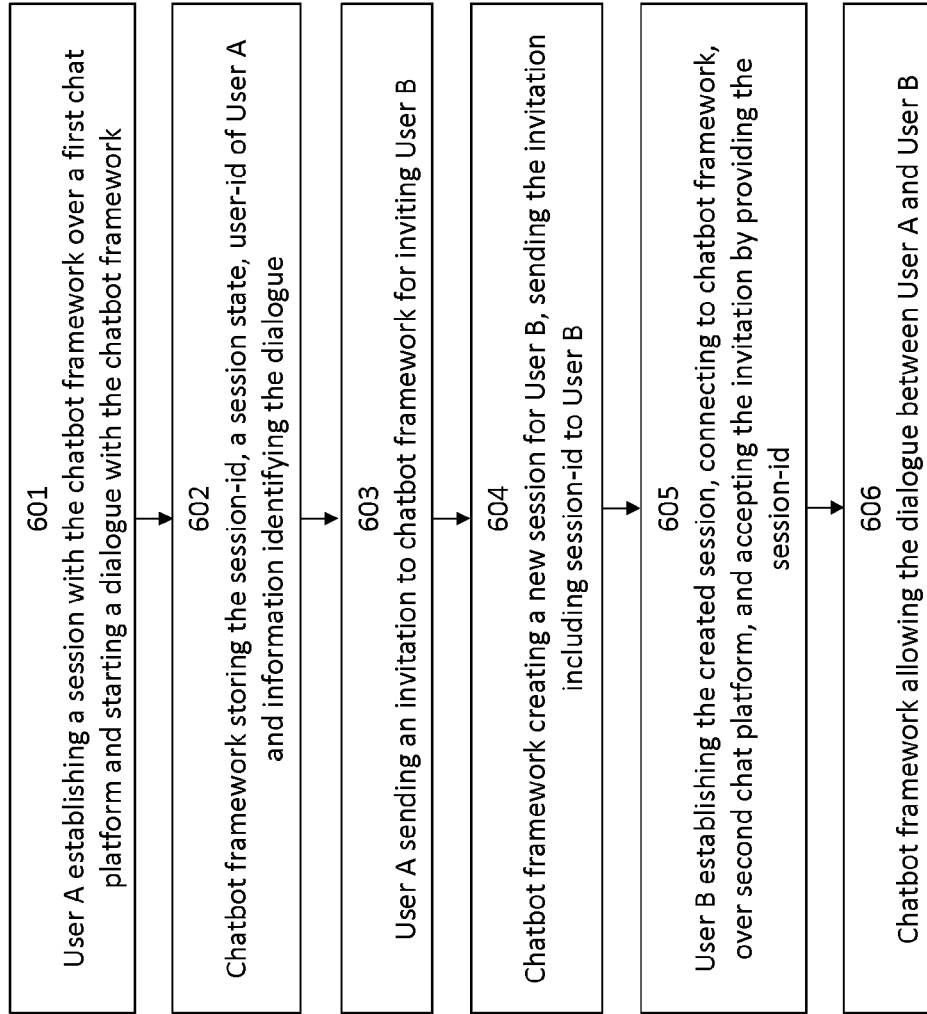 601
User A establishing a session with the chatbot framework over a first chat
platform and starting a dialogue with the chatbot framework
602
Chatbot framework storing the session-id, a session state, user-id of User A
and information identifying the dialogue
603
User A sending an invitation to chatbot framework for inviting User B
604
Chatbot framework creating a new session for User B, sending the invitation
including session-id to User B
605
User B establishing the created session, connecting to chatbot framework,
over second chat platform, and accepting the invitation by providing the
session-id
606
Chatbot framework allowing the dialogue between User A and User B